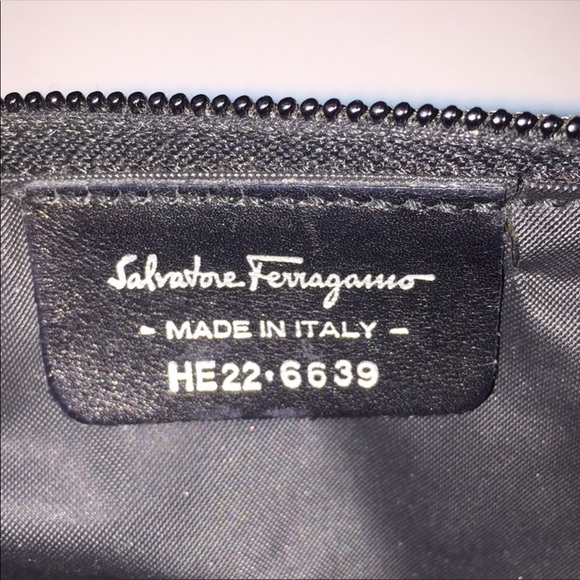 Salvatore Ferragamo
- MADE IN ITALY -
HE22·6639